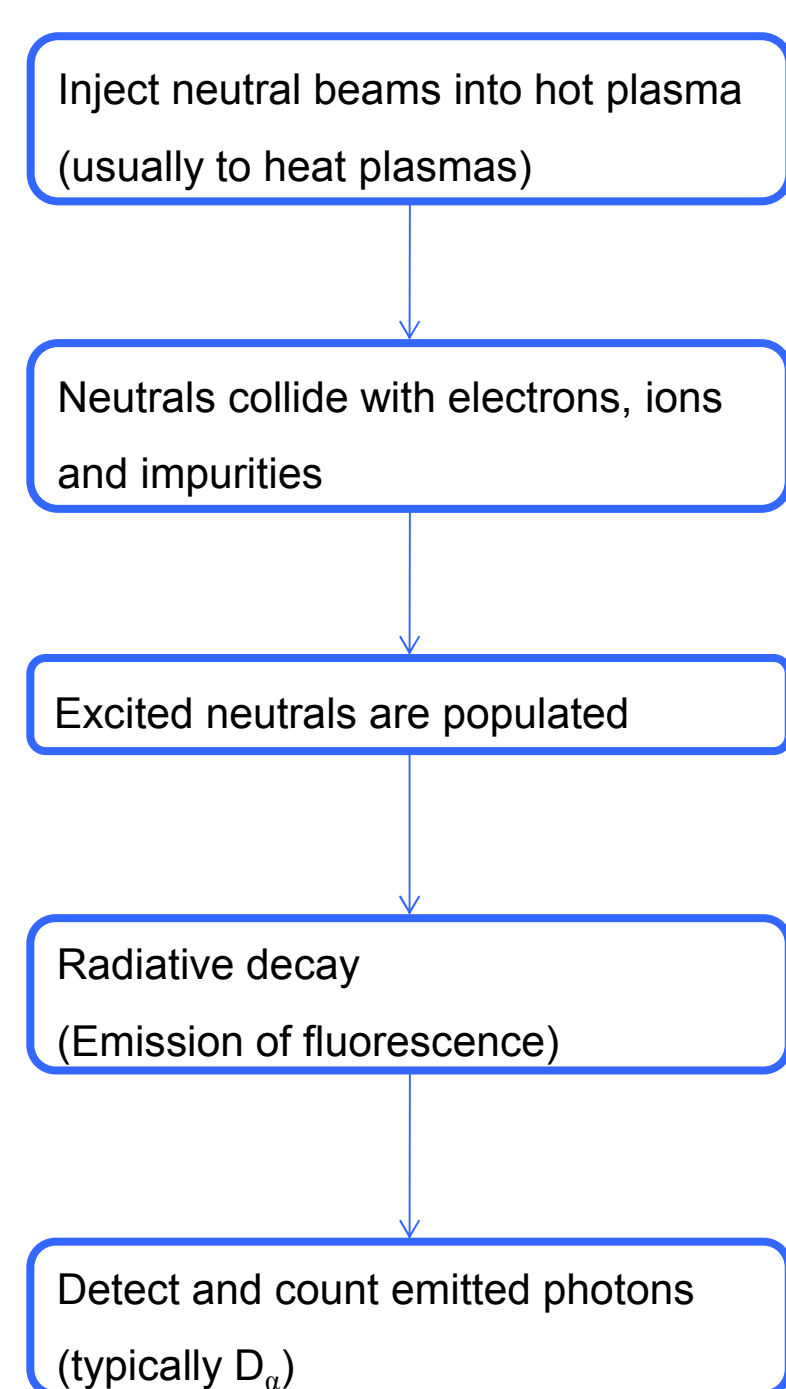 Inject neutral beams into hot plasma
(usually to heat plasmas)
Neutrals collide with electrons, ions
and impurities
Excited neutrals are populated
Radiative decay
(Emission of fluorescence)
Detect and count emitted photons
(typically Dα)